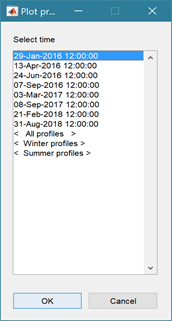 Plot pr...
Select time
29-Jan-2016 12:00:00
13-Apr-2016 12:00:00
24-Jun-2016 12:00:00
07-Sep-2016 12:00:00
03-Mar-2017 12:00:00
08-Sep-2017 12:00:00
21-Feb-2018 12:00:00
31-Aug-2018 12:00:00
< All profiles >
< Winter profiles >
< Summer profiles >
OK Cancel